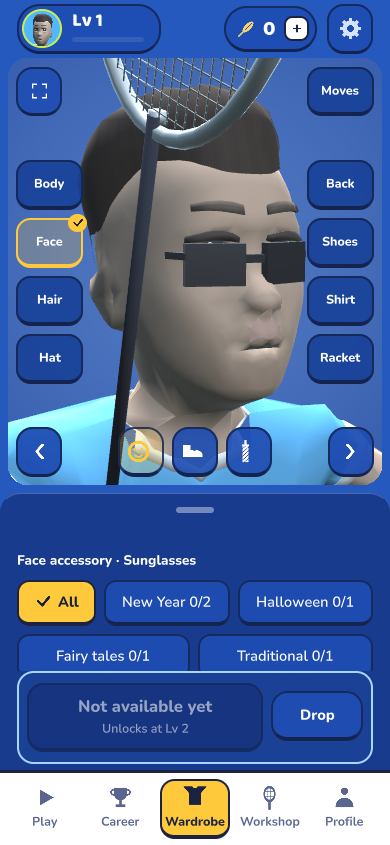 Lv 1
0
+
Moves
Body
Back
Face
Shoes
Hair
Shirt
Hat
Racket
Face accessory · Sunglasses
All
New Year 0/2
Halloween 0/1
Fairy tales 0/1
Traditional 0/1
Not available yet
Unlocks at Lv 2
Drop
Play
Career
Wardrobe
Workshop
Profile